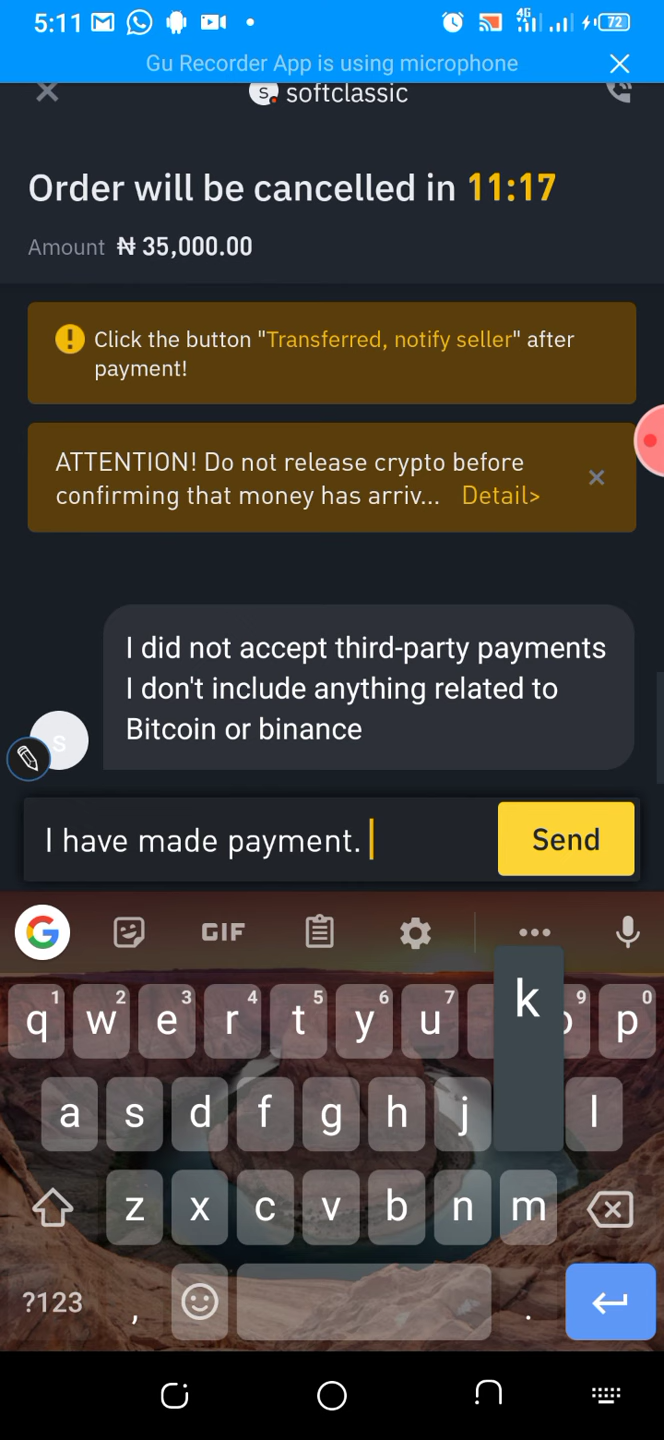 5:11 4G 72
Gu Recorder App is using microphone
S softclassic
Order will be cancelled in 11:17
Amount ₦ 35,000.00
Click the button "Transferred, notify seller" after
payment!
ATTENTION! Do not release crypto before
confirming that money has arriv... Detail>
I did not accept third-party payments
I don't include anything related to
Bitcoin or binance
s
I have made payment.
Send
G GIF
k
1 2 3 4 5 6 7 9 0
q w e r t y u p
a s d f g h j l
z x c v b n m
?123 , .